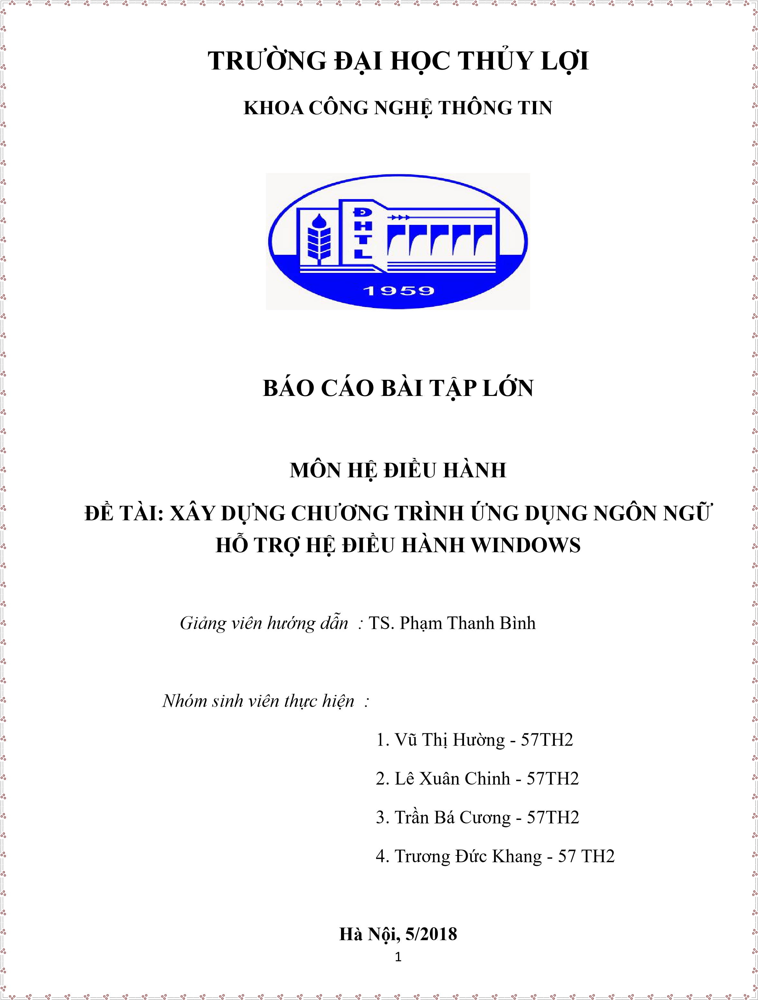 TRƯỜNG ĐẠI HỌC THỦY LỢI
KHOA CÔNG NGHỆ THÔNG TIN
Đ
H
T
L
1959
BÁO CÁO BÀI TẬP LỚN
MÔN HỆ ĐIỀU HÀNH
ĐỀ TÀI: XÂY DỰNG CHƯƠNG TRÌNH ỨNG DỤNG NGÔN NGỮ
HỖ TRỢ HỆ ĐIỀU HÀNH WINDOWS
Giảng viên hướng dẫn : TS. Phạm Thanh Bình
Nhóm sinh viên thực hiện :
1. Vũ Thị Hường - 57TH2
2. Lê Xuân Chinh - 57TH2
3. Trần Bá Cương - 57TH2
4. Trương Đức Khang - 57 TH2
Hà Nội, 5/2018
1